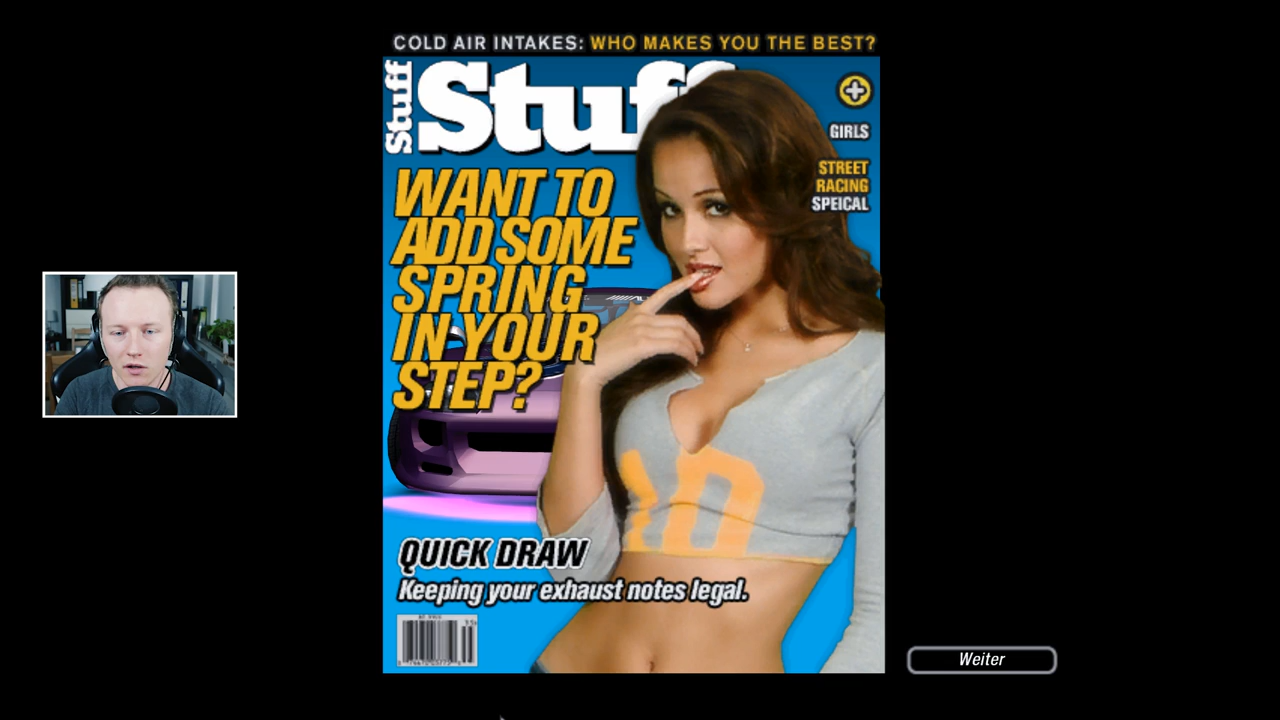 COLD AIR INTAKES: WHO MAKES YOU THE BEST?
Stuff
Stuff
GIRLS
STREET
RACING
SPEICAL
WANT TO
ADD SOME
SPRING
IN YOUR
STEP?
QUICK DRAW
Keeping your exhaust notes legal.
Weiter